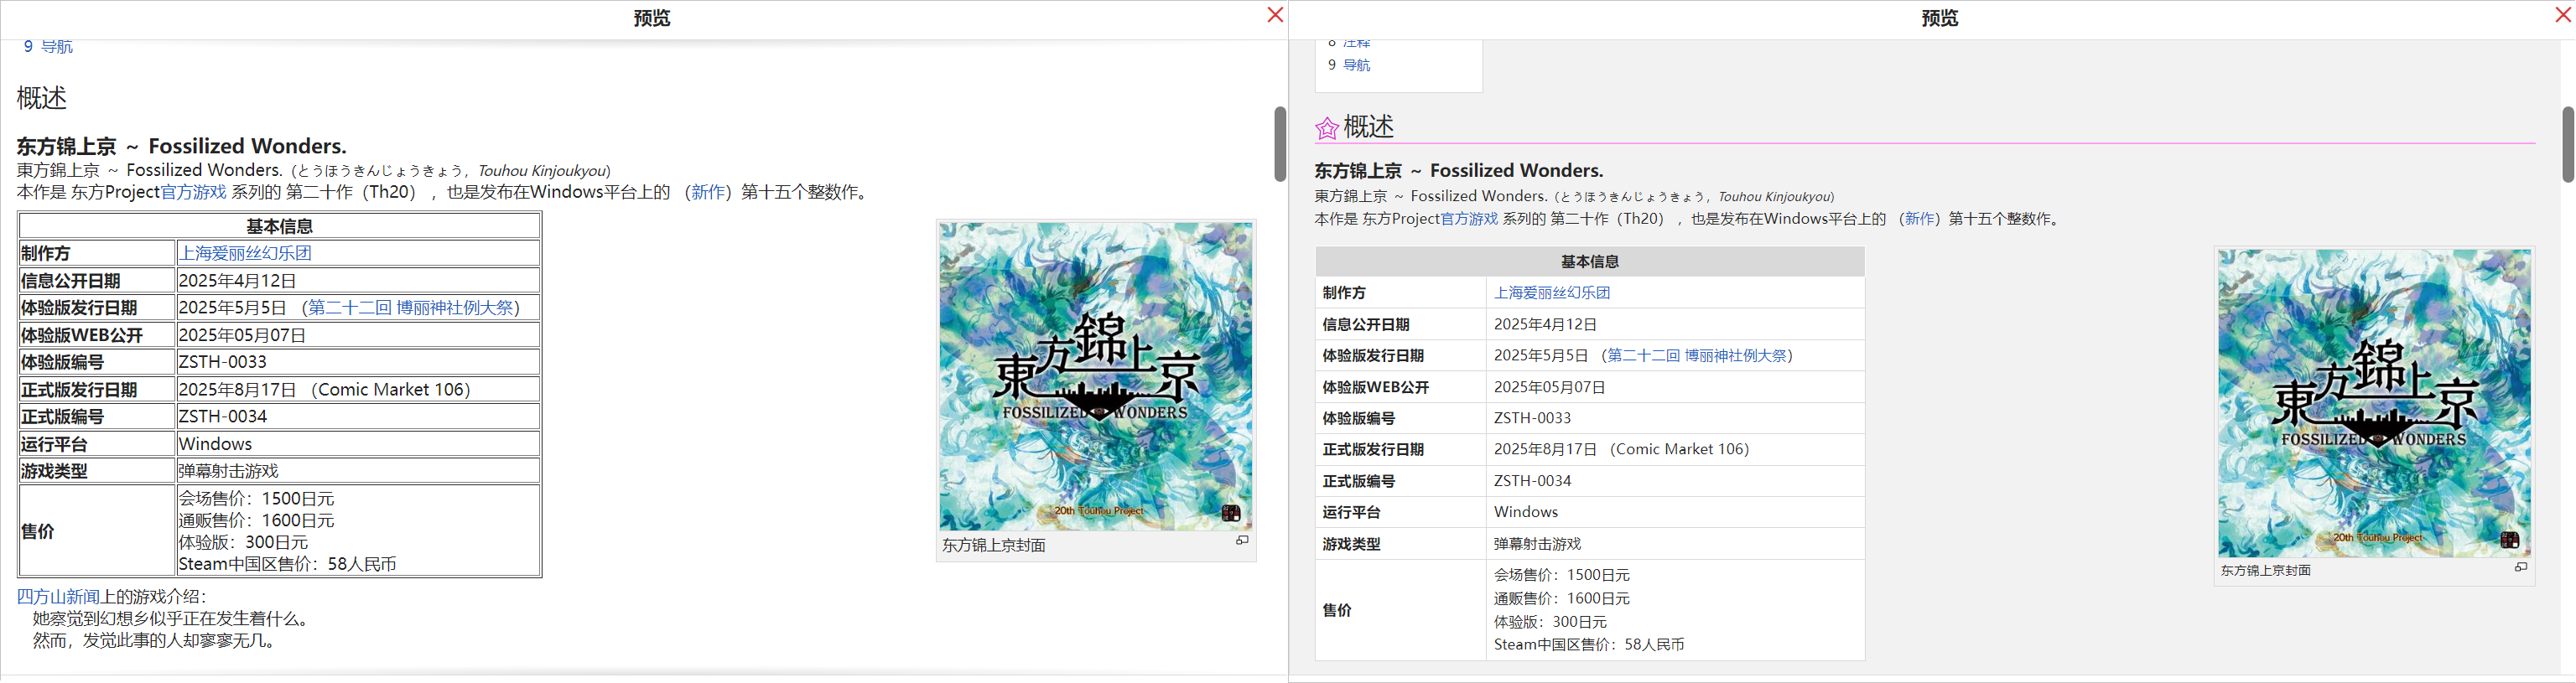 预览
9 导航
概述
东方锦上京 ~ Fossilized Wonders.
東方錦上京 ~ Fossilized Wonders.（とうほうきんじょうきょう，Touhou Kinjoukyou）
本作是 东方Project官方游戏 系列的 第二十作（Th20），也是发布在Windows平台上的 （新作）第十五个整数作。
基本信息
制作方 上海爱丽丝幻乐团
信息公开日期 2025年4月12日
体验版发行日期 2025年5月5日 （第二十二回 博丽神社例大祭）
体验版WEB公开 2025年05月07日
体验版编号 ZSTH-0033
正式版发行日期 2025年8月17日 （Comic Market 106）
正式版编号 ZSTH-0034
运行平台 Windows
游戏类型 弹幕射击游戏
售价
会场售价：1500日元
通贩售价：1600日元
体验版：300日元
Steam中国区售价：58人民币
東方錦上京
FOSSILIZED WONDERS
20th Touhou Project
东方锦上京封面
四方山新闻上的游戏介绍：
她察觉到幻想乡似乎正在发生着什么。
然而，发觉此事的人却寥寥无几。
预览
8 注释
9 导航
概述
东方锦上京 ~ Fossilized Wonders.
東方錦上京 ~ Fossilized Wonders.（とうほうきんじょうきょう，Touhou Kinjoukyou）
本作是 东方Project官方游戏 系列的 第二十作（Th20），也是发布在Windows平台上的 （新作）第十五个整数作。
基本信息
制作方 上海爱丽丝幻乐团
信息公开日期 2025年4月12日
体验版发行日期 2025年5月5日 （第二十二回 博丽神社例大祭）
体验版WEB公开 2025年05月07日
体验版编号 ZSTH-0033
正式版发行日期 2025年8月17日 （Comic Market 106）
正式版编号 ZSTH-0034
运行平台 Windows
游戏类型 弹幕射击游戏
售价
会场售价：1500日元
通贩售价：1600日元
体验版：300日元
Steam中国区售价：58人民币
東方錦上京
FOSSILIZED WONDERS
20th Touhou Project
东方锦上京封面